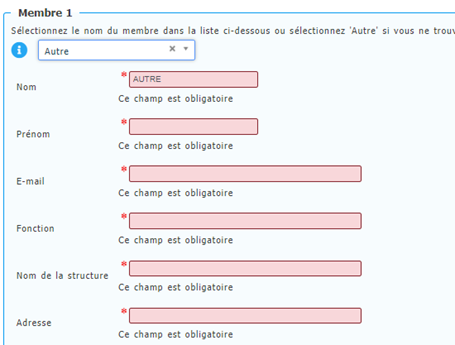 Membre 1
Sélectionnez le nom du membre dans la liste ci-dessous ou sélectionnez 'Autre' si vous ne
Autre
Nom * AUTRE
Ce champ est obligatoire
Prénom *
Ce champ est obligatoire
E-mail *
Ce champ est obligatoire
Fonction *
Ce champ est obligatoire
Nom de la structure *
Ce champ est obligatoire
Adresse *
Ce champ est obligatoire